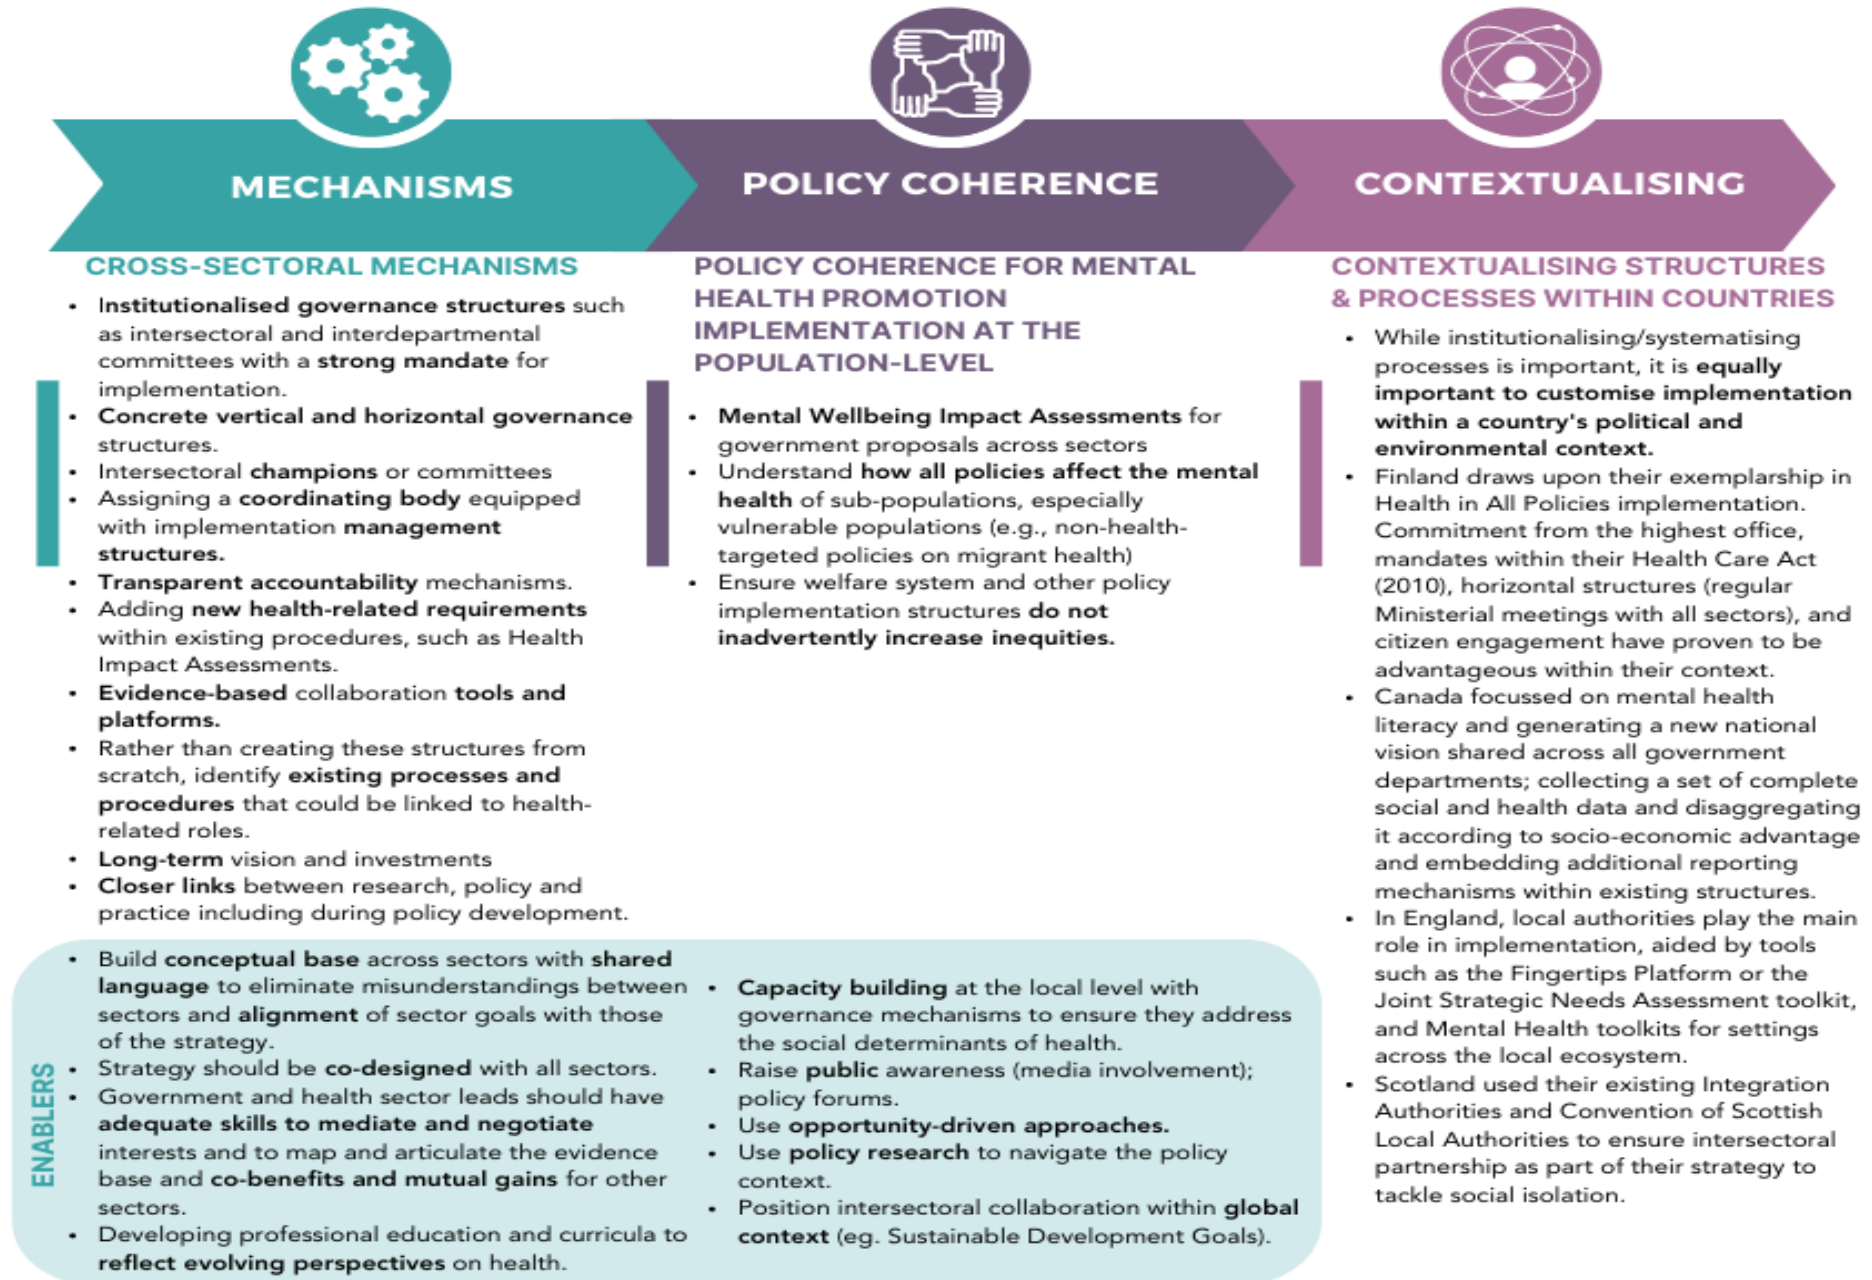 MECHANISMS
POLICY COHERENCE
CONTEXTUALISING
CROSS-SECTORAL MECHANISMS
• Institutionalised governance structures such
as intersectoral and interdepartmental
committees with a strong mandate for
implementation.
• Concrete vertical and horizontal governance
structures.
• Intersectoral champions or committees
• Assigning a coordinating body equipped
with implementation management
structures.
• Transparent accountability mechanisms.
• Adding new health-related requirements
within existing procedures, such as Health
Impact Assessments.
• Evidence-based collaboration tools and
platforms.
• Rather than creating these structures from
scratch, identify existing processes and
procedures that could be linked to health-
related roles.
• Long-term vision and investments
• Closer links between research, policy and
practice including during policy development.
POLICY COHERENCE FOR MENTAL
HEALTH PROMOTION
IMPLEMENTATION AT THE
POPULATION-LEVEL
• Mental Wellbeing Impact Assessments for
government proposals across sectors
• Understand how all policies affect the mental
health of sub-populations, especially
vulnerable populations (e.g., non-health-
targeted policies on migrant health)
• Ensure welfare system and other policy
implementation structures do not
inadvertently increase inequities.
CONTEXTUALISING STRUCTURES
& PROCESSES WITHIN COUNTRIES
• While institutionalising/systematising
processes is important, it is equally
important to customise implementation
within a country's political and
environmental context.
• Finland draws upon their exemplarship in
Health in All Policies implementation.
Commitment from the highest office,
mandates within their Health Care Act
(2010), horizontal structures (regular
Ministerial meetings with all sectors), and
citizen engagement have proven to be
advantageous within their context.
• Canada focussed on mental health
literacy and generating a new national
vision shared across all government
departments; collecting a set of complete
social and health data and disaggregating
it according to socio-economic advantage
and embedding additional reporting
mechanisms within existing structures.
• In England, local authorities play the main
role in implementation, aided by tools
such as the Fingertips Platform or the
Joint Strategic Needs Assessment toolkit,
and Mental Health toolkits for settings
across the local ecosystem.
• Scotland used their existing Integration
Authorities and Convention of Scottish
Local Authorities to ensure intersectoral
partnership as part of their strategy to
tackle social isolation.
ENABLERS
• Build conceptual base across sectors with shared
language to eliminate misunderstandings between
sectors and alignment of sector goals with those
of the strategy.
• Strategy should be co-designed with all sectors.
• Government and health sector leads should have
adequate skills to mediate and negotiate
interests and to map and articulate the evidence
base and co-benefits and mutual gains for other
sectors.
• Developing professional education and curricula to
reflect evolving perspectives on health.
• Capacity building at the local level with
governance mechanisms to ensure they address
the social determinants of health.
• Raise public awareness (media involvement);
policy forums.
• Use opportunity-driven approaches.
• Use policy research to navigate the policy
context.
• Position intersectoral collaboration within global
context (eg. Sustainable Development Goals).